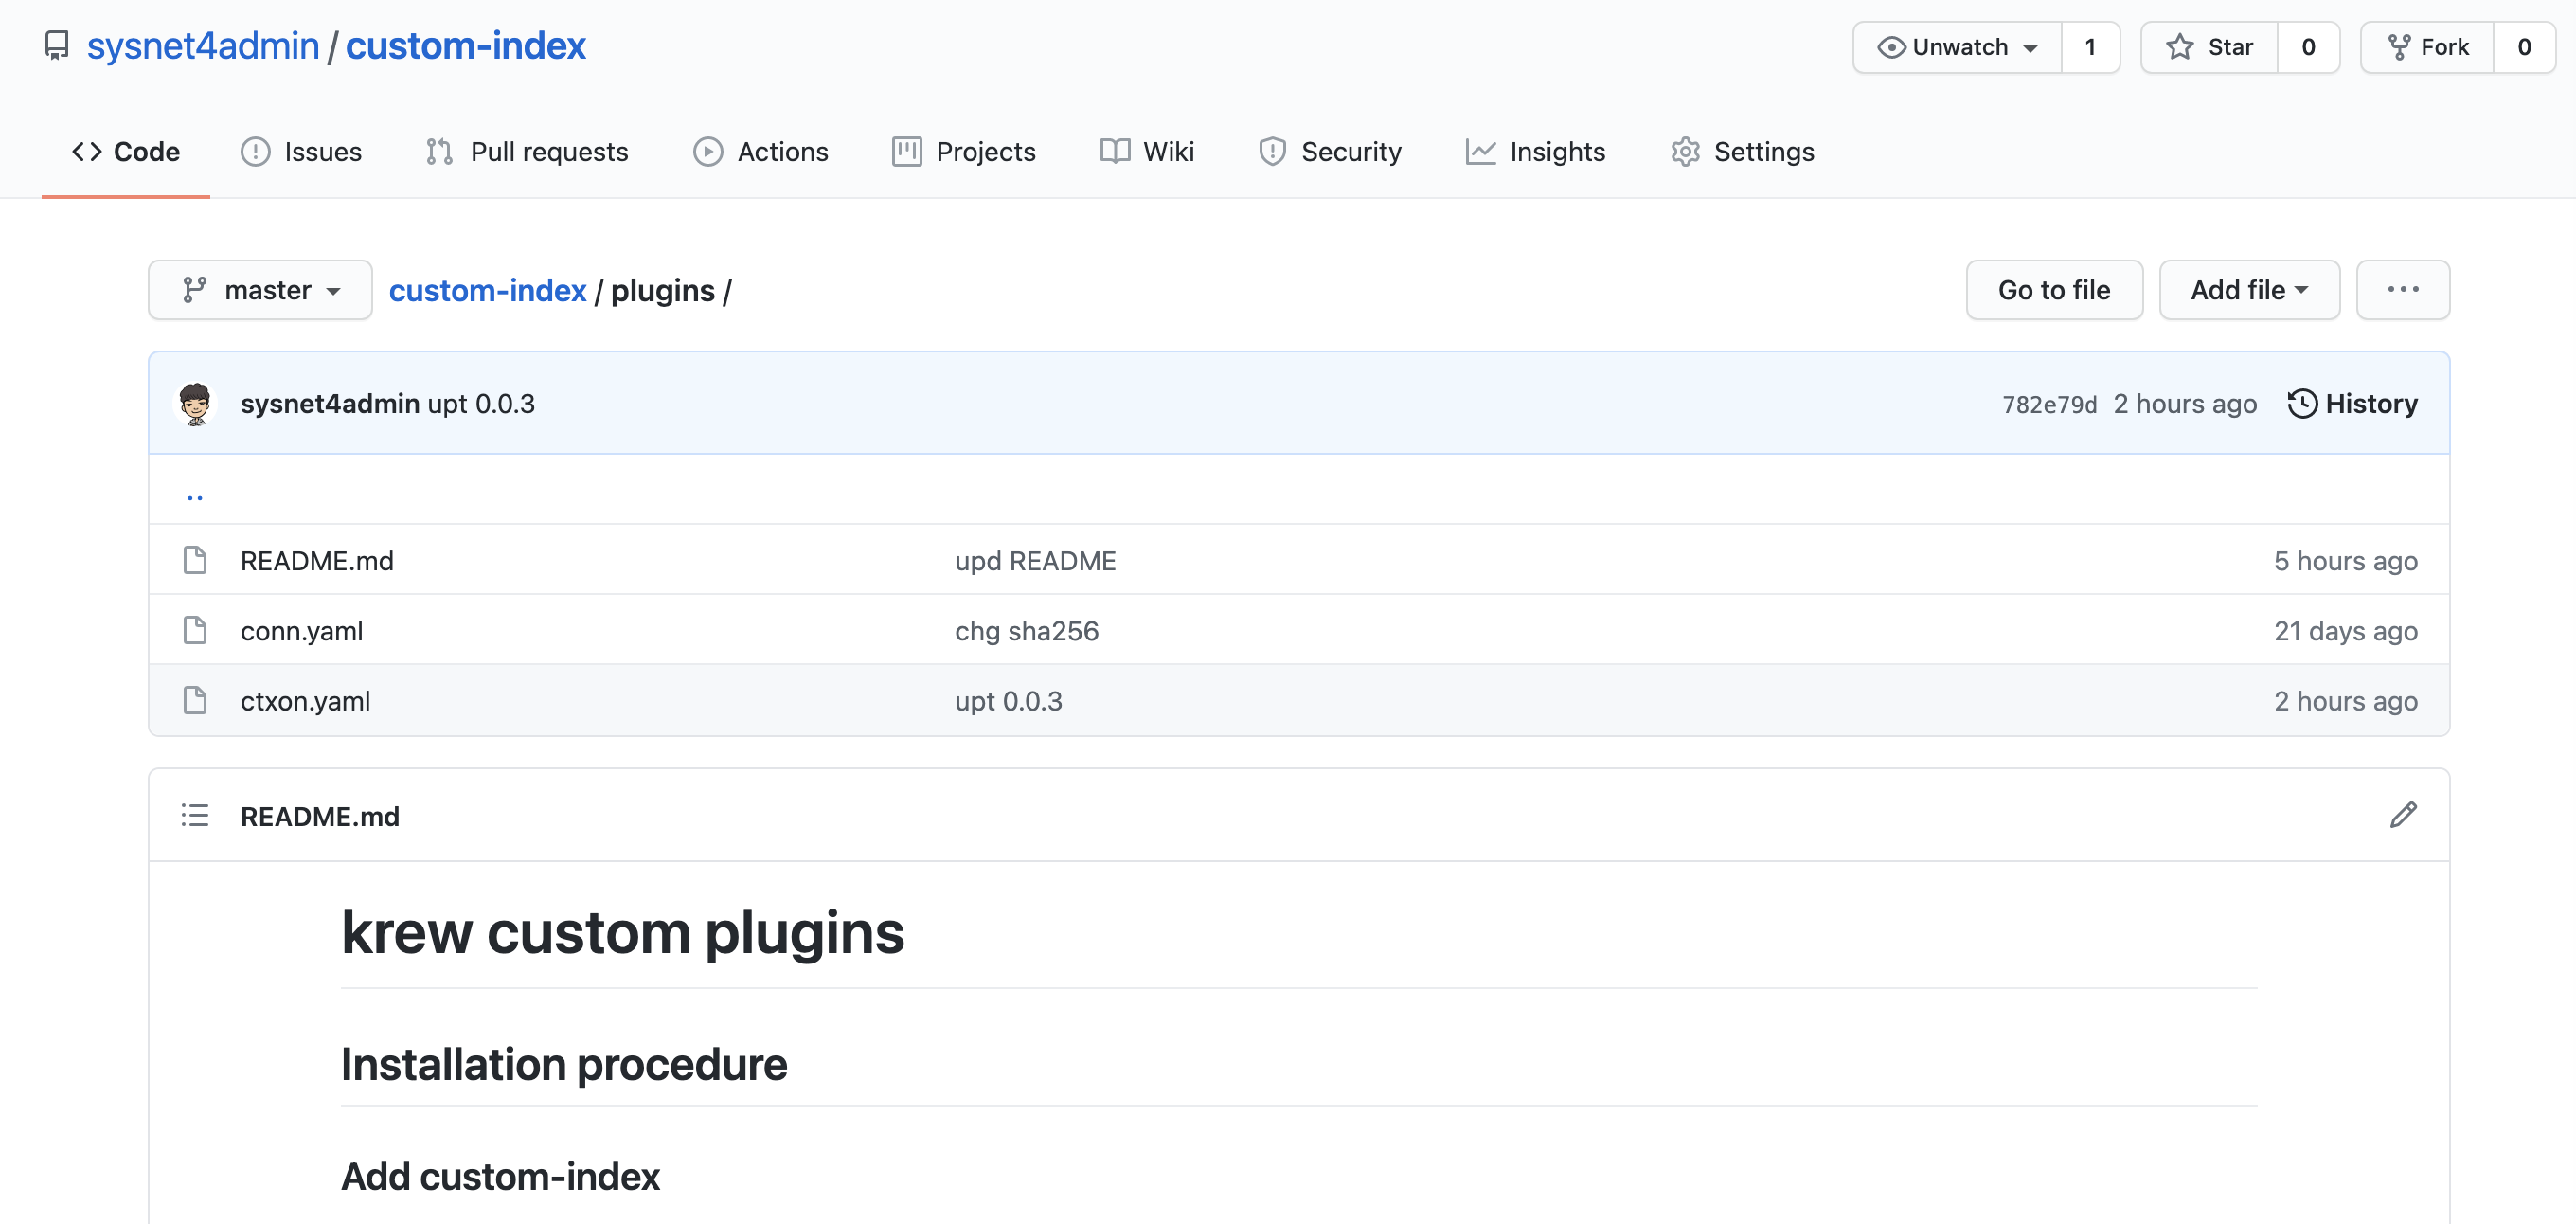 sysnet4admin / custom-index
Unwatch 1 Star 0 Fork 0
Code Issues Pull requests Actions Projects Wiki Security Insights Settings
master custom-index / plugins / Go to file Add file ...
sysnet4admin upt 0.0.3 782e79d 2 hours ago History
..
README.md upd README 5 hours ago
conn.yaml chg sha256 21 days ago
ctxon.yaml upt 0.0.3 2 hours ago
README.md
krew custom plugins
Installation procedure
Add custom-index